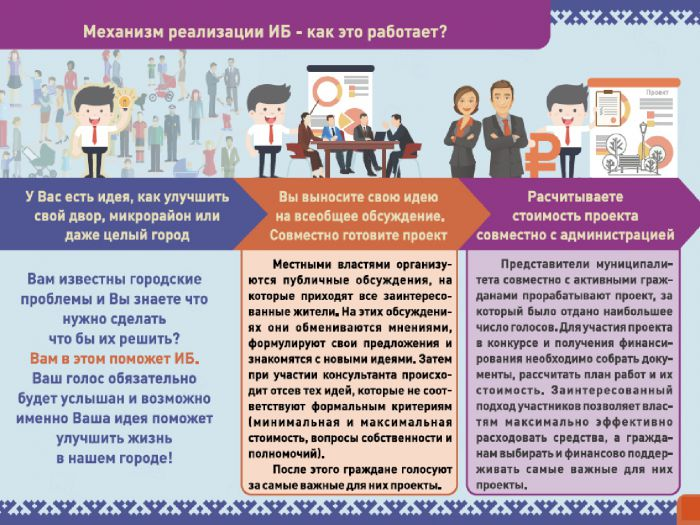 Механизм реализации ИБ - как это работает?
Проект
У Вас есть идея, как улучшить
свой двор, микрорайон или
даже целый город
Вы выносите свою идею
на всеобщее обсуждение.
Совместно готовите проект
Расчитываете
стоимость проекта
совместно с администрацией
Вам известны городские
проблемы и Вы знаете что
нужно сделать
что бы их решить?
Вам в этом поможет ИБ.
Ваш голос обязательно
будет услышан и возможно
именно Ваша идея поможет
улучшить жизнь
в нашем городе!
Местными властями организу-
ются публичные обсуждения, на
которые приходят все заинтересо-
ванные жители. На этих обсуждени-
ях они обмениваются мнениями,
формулируют свои предложения и
знакомятся с новыми идеями. Затем
при участии консультанта происхо-
дит отсев тех идей, которые не соот-
ветствуют формальным критериям
(минимальная и максимальная
стоимость, вопросы собственности и
полномочий).
После этого граждане голосуют
за самые важные для них проекты.
Представители муниципали-
тета совместно с активными граж-
данами прорабатывают проект, за
который было отдано наибольшее
число голосов. Для участия проекта
в конкурсе и получения финанси-
рования необходимо собрать доку-
менты, рассчитать план работ и их
стоимость. Заинтересованный
подход участников позволяет влас-
тям максимально эффективно
расходовать средства, а гражда-
нам выбирать и финансово поддер-
живать самые важные для них
проекты.